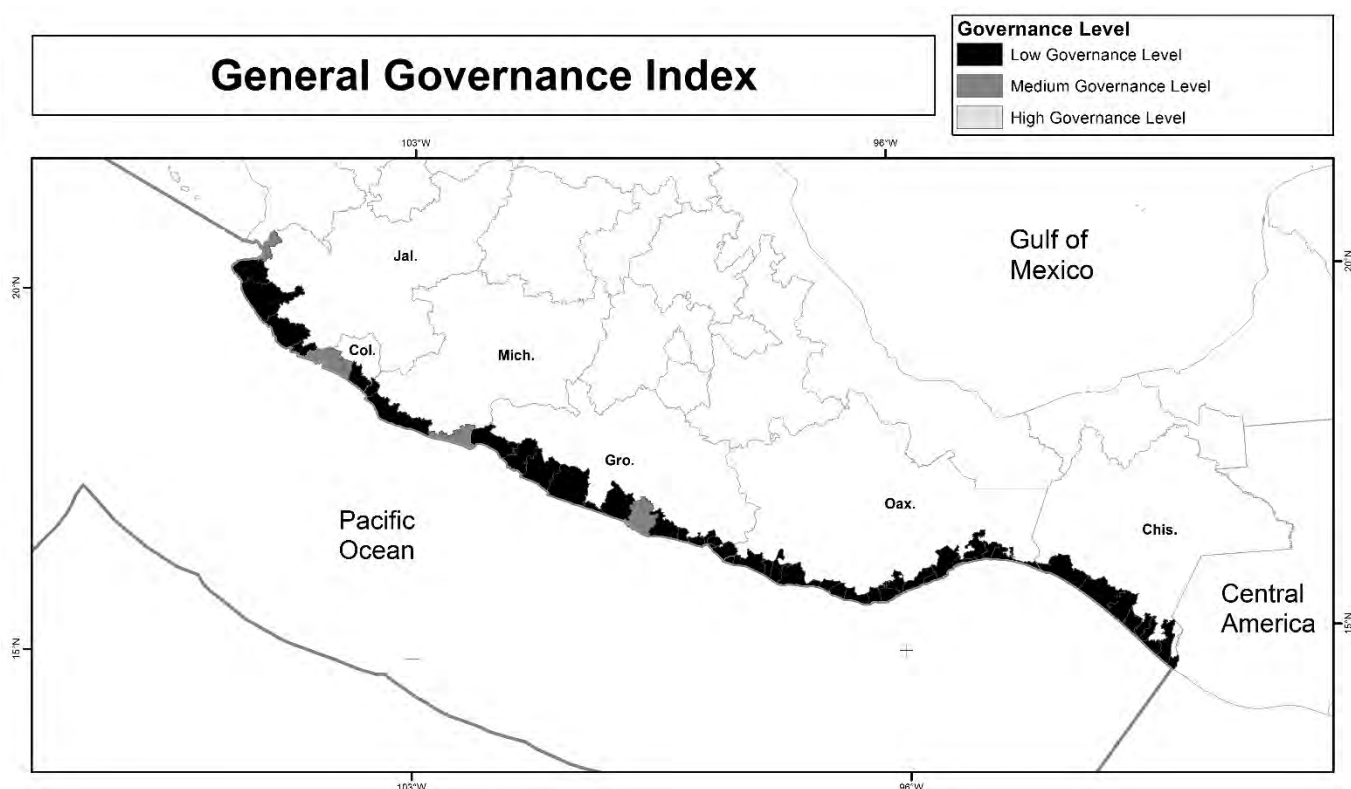 General Governance Index
Governance Level
Low Governance Level
Medium Governance Level
High Governance Level
103°W
96°W
20°N
20°N
Jal.
Gulf of
Mexico
Col.
Mich.
Gro.
Oax.
Chis.
Pacific
Ocean
Central
America
15°N
15°N
103°W
96°W